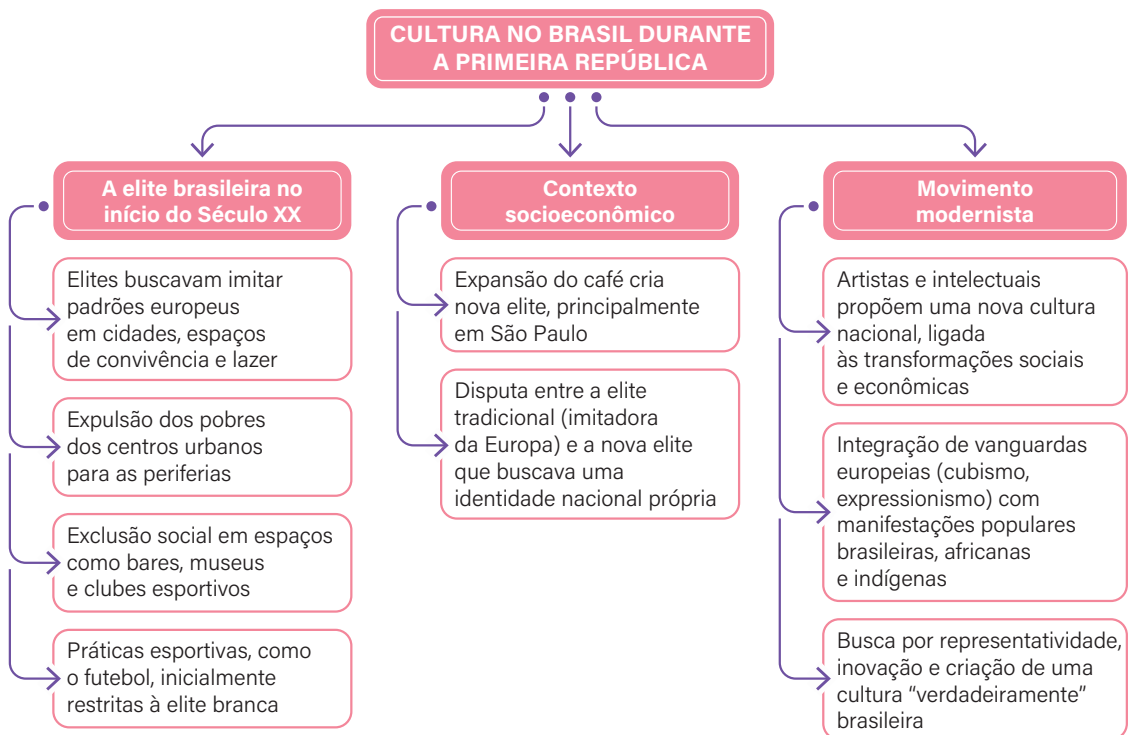 CULTURA NO BRASIL DURANTE
A PRIMEIRA REPÚBLICA
A elite brasileira no
início do Século XX
Elites buscavam imitar
padrões europeus
em cidades, espaços
de convivência e lazer
Expulsão dos pobres
dos centros urbanos
para as periferias
Exclusão social em espaços
como bares, museus
e clubes esportivos
Práticas esportivas, como
o futebol, inicialmente
restritas à elite branca
Contexto
socioeconômico
Expansão do café cria
nova elite, principalmente
em São Paulo
Disputa entre a elite
tradicional (imitadora
da Europa) e a nova elite
que buscava uma
identidade nacional própria
Movimento
modernista
Artistas e intelectuais
propõem uma nova cultura
nacional, ligada
às transformações sociais
e econômicas
Integração de vanguardas
europeias (cubismo,
expressionismo) com
manifestações populares
brasileiras, africanas
e indígenas
Busca por representatividade,
inovação e criação de uma
cultura “verdadeiramente”
brasileira